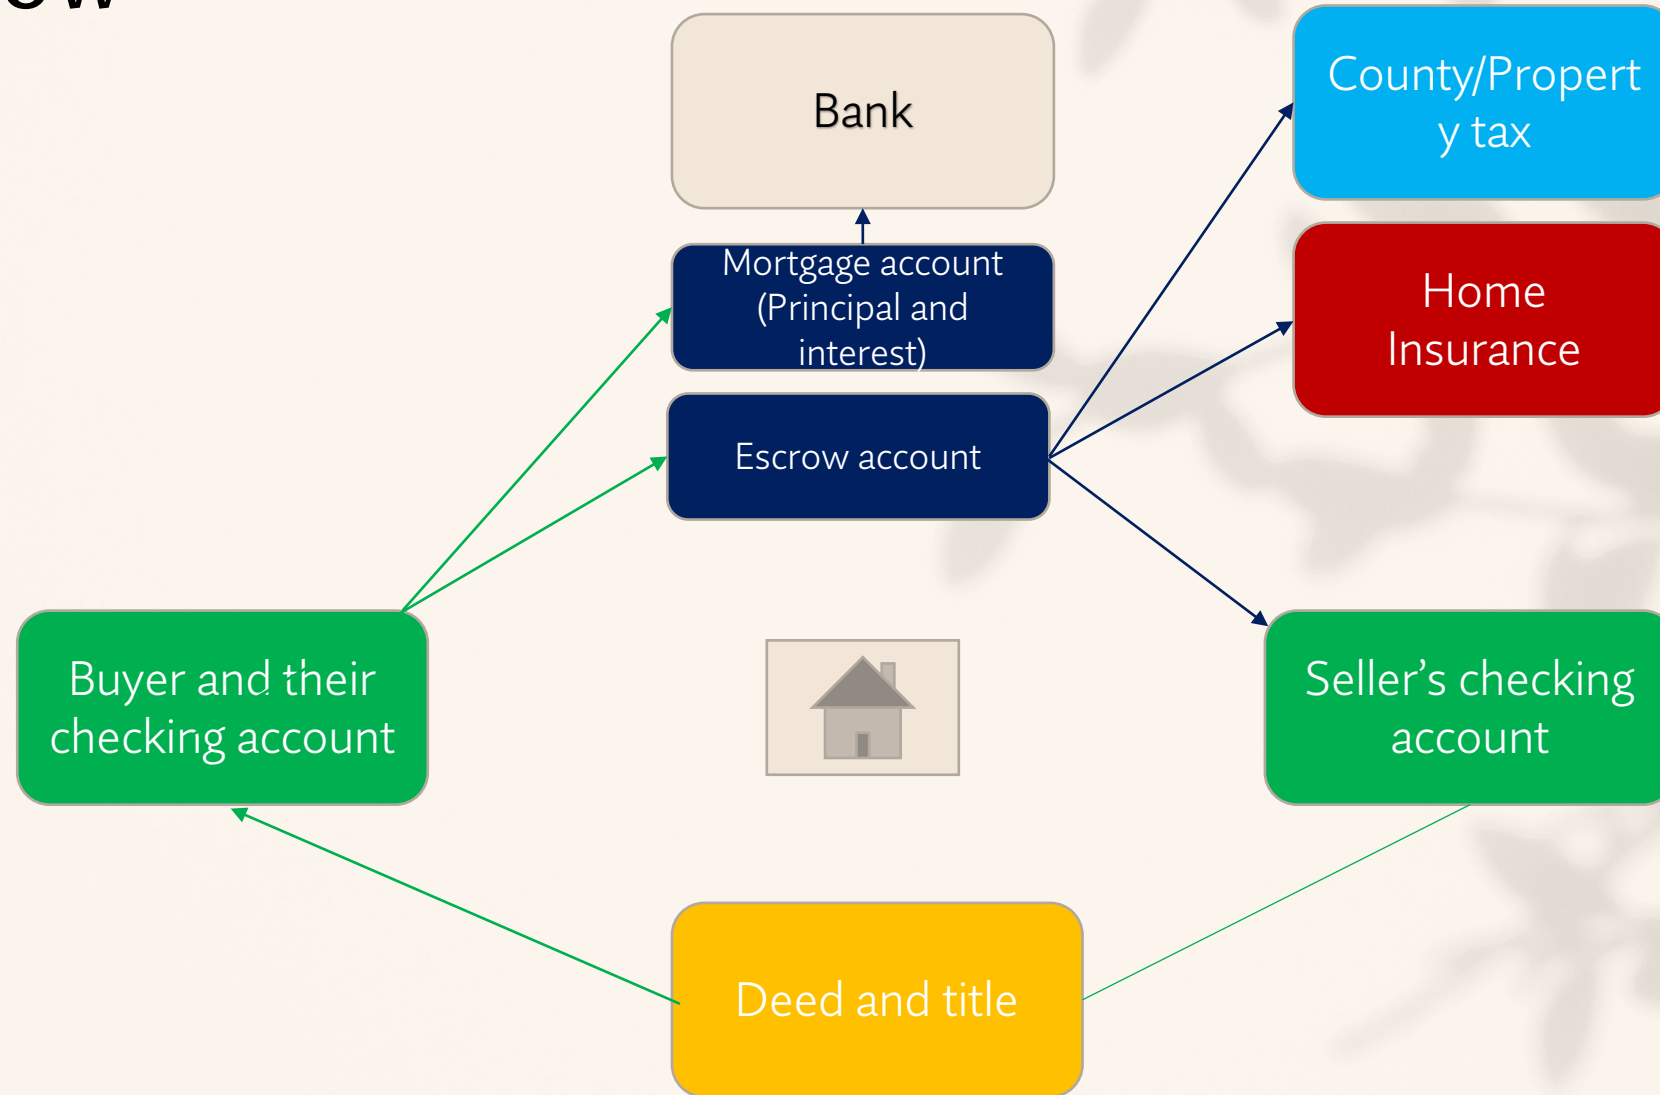 ow
Bank
County/Propert
y tax
Mortgage account
(Principal and
interest)
Home
Insurance
Escrow account
Buyer and their
checking account
Seller’s checking
account
Deed and title